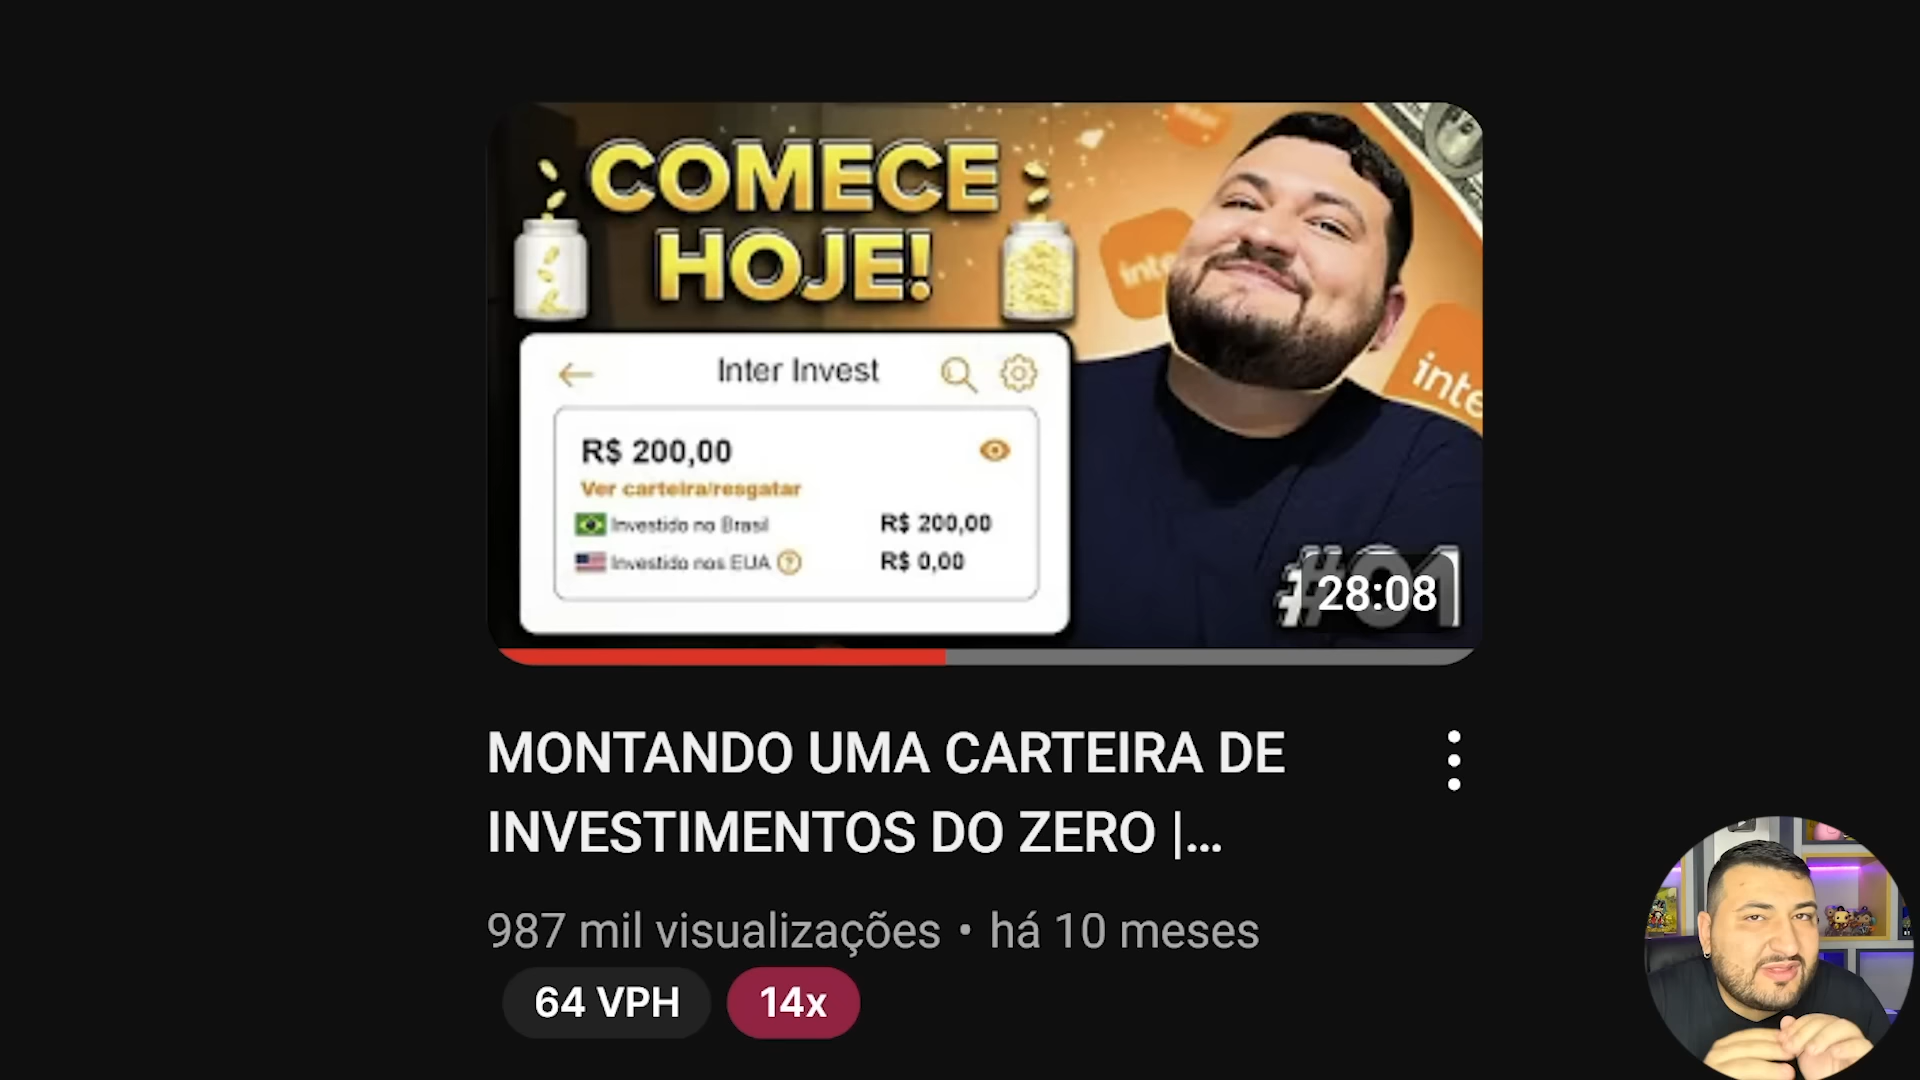 COMECE
HOJE!
Inter Invest
R$ 200,00
Ver carteira/resgatar
Investido no Brasil R$ 200,00
Investido nos EUA ? R$ 0,00
inter
inte
#01
28:08
MONTANDO UMA CARTEIRA DE
INVESTIMENTOS DO ZERO |...
987 mil visualizações • há 10 meses
64 VPH 14x